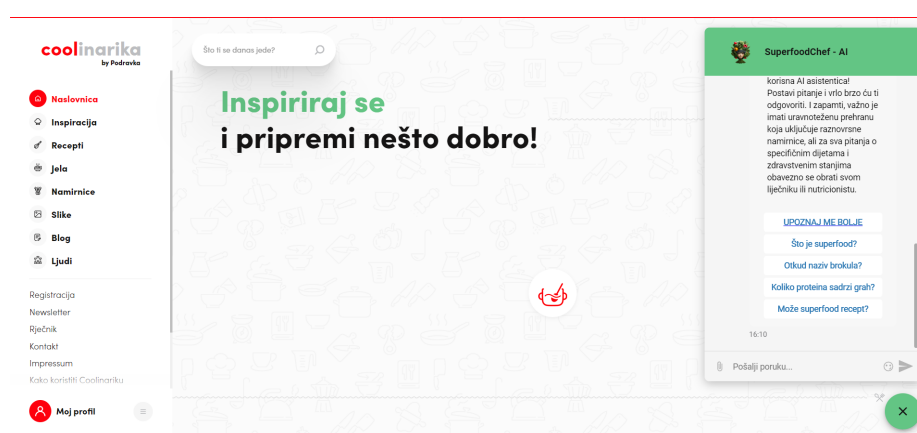 coolinarika
by Podravka
Naslovnica
Inspiracija
Recepti
Jela
Namirnice
Slike
Blog
Ljudi
Registracija
Newsletter
Rječnik
Kontakt
Impressum
Kako koristiti Coolinariku
Moj profil
Što ti se danas jede?
Inspiriraj se
i pripremi nešto dobro!
SuperfoodChef - AI
korisna AI asistentica!
Postavi pitanje i vrlo brzo ću ti
odgovoriti. I zapamti, važno je
imati uravnoteženu prehranu
koja uključuje raznovrsne
namirnice, ali za sva pitanja o
specifičnim dijetama i
zdravstvenim stanjima
obavezno se obrati svom
liječniku ili nutricionistu.
UPOZNAJ ME BOLJE
Što je superfood?
Otkud naziv brokula?
Koliko proteina sadrzi grah?
Može superfood recept?
16:10
Pošalji poruku...